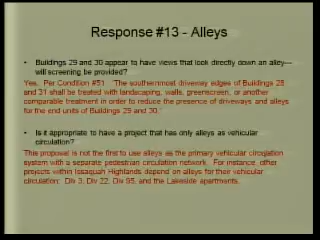 Response #13 - Alleys
• Buildings 29 and 30 appear to have views that look directly down an alley---
will screening be provided?
Yes. Per Condition #51: "The southernmost driveway edges of Buildings 28
and 31 shall be treated with landscaping, walls, greenscreen, or another
comparable treatment in order to reduce the presence of driveways and alleys
for the end units of Buildings 29 and 30."
• Is it appropriate to have a project that has only alleys as vehicular
circulation?
This proposal is not the first to use alleys as the primary vehicular circulation
system with a separate pedestrian circulation network. For instance, other
projects within Issaquah Highlands depend on alleys for their vehicular
circulation: Div 3, Div 22, Div 95, and the Lakeside apartments.